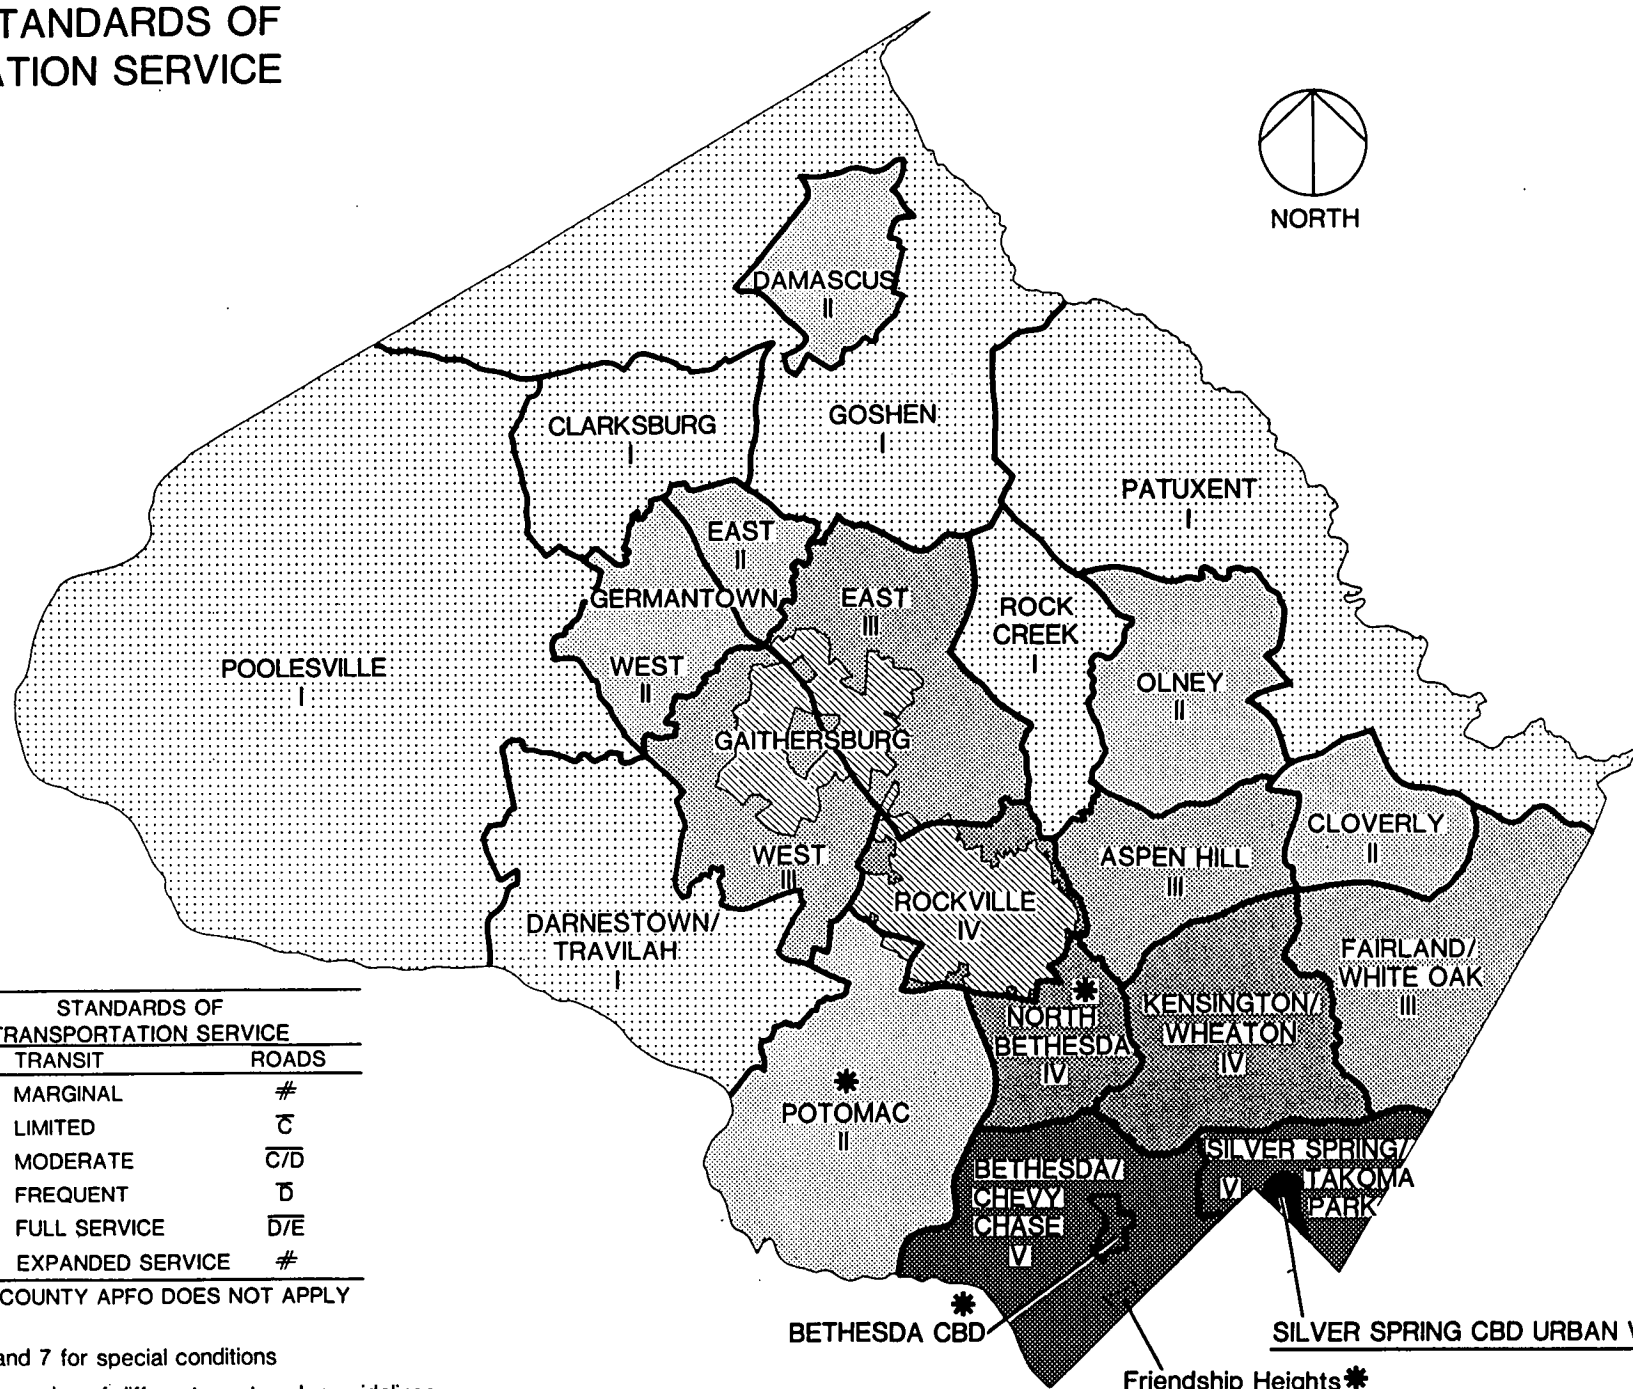 TANDARDS OF
ATION SERVICE
NORTH
DAMASCUS
II
CLARKSBURG
I
GOSHEN
I
PATUXENT
I
EAST
II
GERMANTOWN
WEST
II
EAST
III
ROCK
CREEK
I
POOLESVILLE
I
OLNEY
II
GAITHERSBURG
WEST
III
CLOVERLY
II
ASPEN HILL
III
ROCKVILLE
IV
DARNESTOWN/
TRAVILAH
I
FAIRLAND/
WHITE OAK
III
NORTH
BETHESDA
IV
KENSINGTON/
WHEATON
IV
POTOMAC
II
BETHESDA/
CHEVY
CHASE
V
SILVER SPRING/
TAKOMA
PARK
V
STANDARDS OF
TRANSPORTATION SERVICE
TRANSIT ROADS
MARGINAL #
LIMITED C
MODERATE C/D
FREQUENT D
FULL SERVICE D/E
EXPANDED SERVICE #
COUNTY APFO DOES NOT APPLY
and 7 for special conditions
BETHESDA CBD
SILVER SPRING CBD URBAN
Friendship Heights